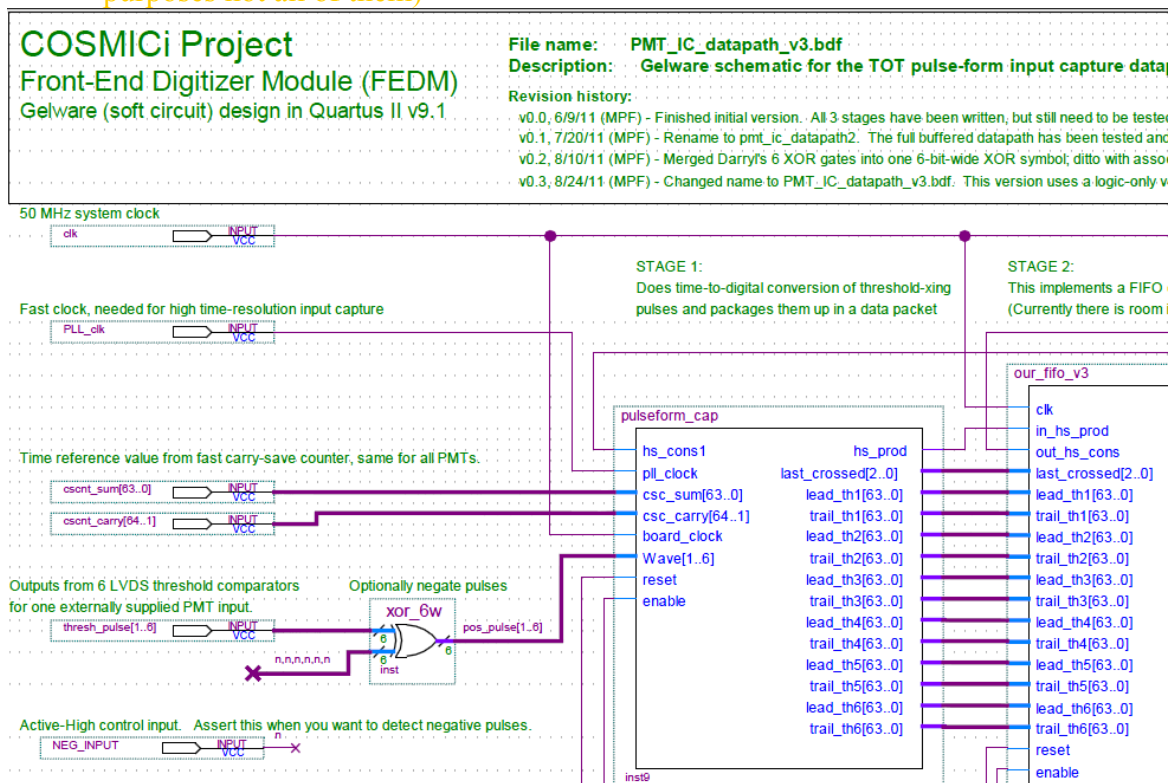 purposes not all of them)
COSMICi Project
Front-End Digitizer Module (FEDM)
Gelware (soft circuit) design in Quartus II v9.1
File name: PMT_IC_datapath_v3.bdf
Description: Gelware schematic for the TOT pulse-form input capture datap
Revision history:
v0.0, 6/9/11 (MPF) - Finished initial version. All 3 stages have been written, but still need to be tested
v0.1, 7/20/11 (MPF) - Rename to pmt_ic_datapath2. The full buffered datapath has been tested and
v0.2, 8/10/11 (MPF) - Merged Darryl's 6 XOR gates into one 6-bit-wide XOR symbol; ditto with assoc
v0.3, 8/24/11 (MPF) - Changed name to PMT_IC_datapath_v3.bdf. This version uses a logic-only v
50 MHz system clock
clk INPUT
VCC
STAGE 1:
Does time-to-digital conversion of threshold-xing
pulses and packages them up in a data packet
STAGE 2:
This implements a FIFO
(Currently there is room i
Fast clock, needed for high time-resolution input capture
PLL_clk INPUT
VCC
Time reference value from fast carry-save counter, same for all PMTs.
cscnt_sum[63..0] INPUT
VCC
cscnt_carry[64..1] INPUT
VCC
Outputs from 6 LVDS threshold comparators
for one externally supplied PMT input.
thresh_pulse[1..6] INPUT
VCC
Optionally negate pulses
xor_6w
6
6
6
inst
n,n,n,n,n,n
pos_pulse[1..6]
Active-High control input. Assert this when you want to detect negative pulses.
NEG_INPUT INPUT
VCC
n
pulseform_cap
hs_cons1
pll_clock
csc_sum[63..0]
csc_carry[64..1]
board_clock
Wave[1..6]
reset
enable
hs_prod
last_crossed[2..0]
lead_th1[63..0]
trail_th1[63..0]
lead_th2[63..0]
trail_th2[63..0]
lead_th3[63..0]
trail_th3[63..0]
lead_th4[63..0]
trail_th4[63..0]
lead_th5[63..0]
trail_th5[63..0]
lead_th6[63..0]
trail_th6[63..0]
inst9
our_fifo_v3
clk
in_hs_prod
out_hs_cons
last_crossed[2..0]
lead_th1[63..0]
trail_th1[63..0]
lead_th2[63..0]
trail_th2[63..0]
lead_th3[63..0]
trail_th3[63..0]
lead_th4[63..0]
trail_th4[63..0]
lead_th5[63..0]
trail_th5[63..0]
lead_th6[63..0]
trail_th6[63..0]
reset
enable